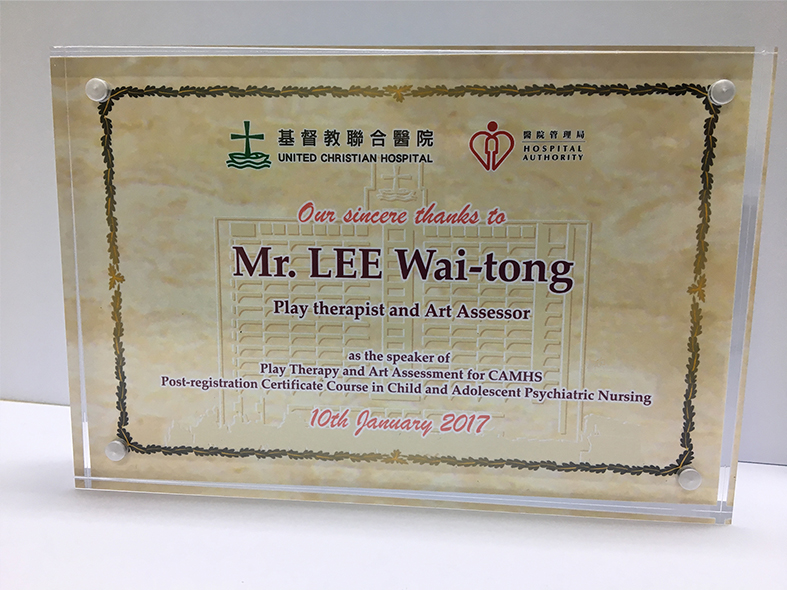 基督教聯合醫院
UNITED CHRISTIAN HOSPITAL
醫院管理局
HOSPITAL
AUTHORITY
Our sincere thanks to
Mr. LEE Wai-tong
Play therapist and Art Assessor
as the speaker of
Play Therapy and Art Assessment for CAMHS
Post-registration Certificate Course in Child and Adolescent Psychiatric Nursing
10th January 2017